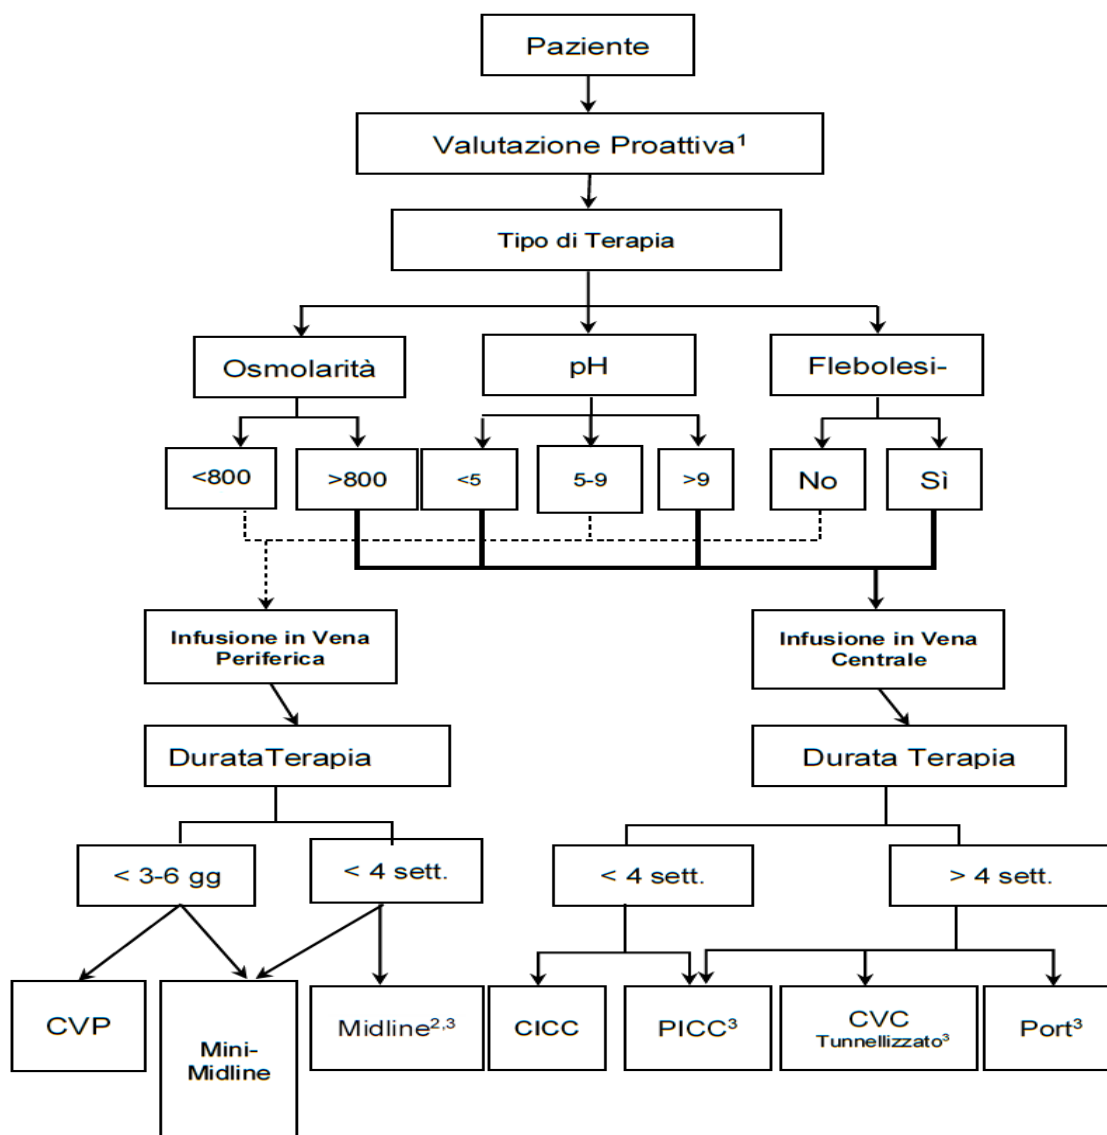 Paziente
Valutazione Proattiva¹
Tipo di Terapia
Osmolarità
pH
Flebolesi-
<800
>800
<5
5-9
>9
No
Sì
Infusione in Vena
Periferica
Infusione in Vena
Centrale
DurataTerapia
Durata Terapia
< 3-6 gg
< 4 sett.
< 4 sett.
> 4 sett.
CVP
Mini-
Midline
Midline²,³
CICC
PICC³
CVC
Tunnellizzato³
Port³